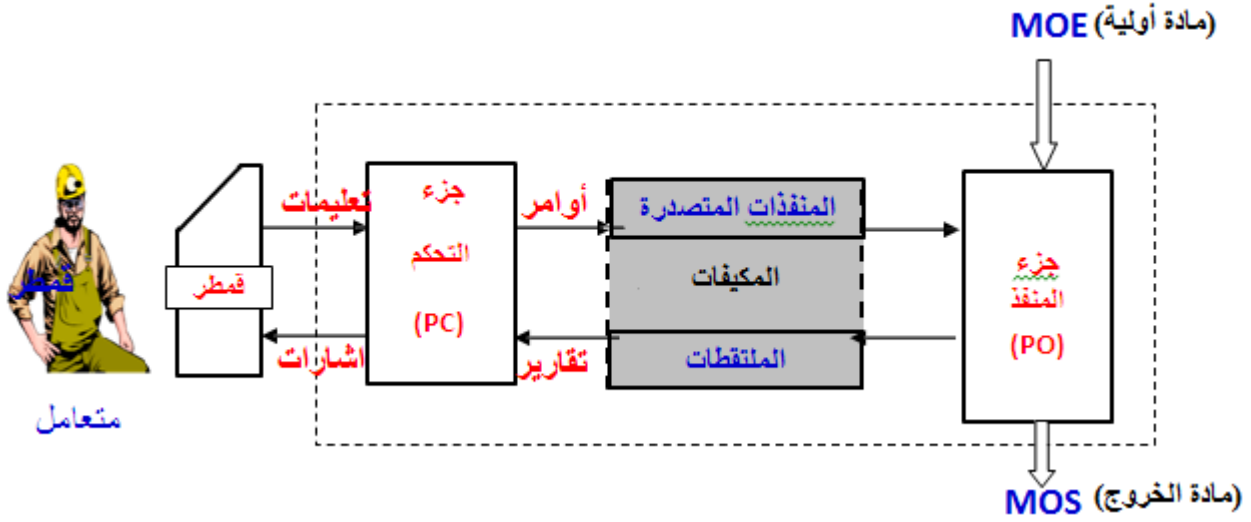 MOE (مادة أولية)
جزء
التحكم
(PC)
تعليمات
أوامر
المنفذات المتصدرة
المكيفات
الملتقطات
جزء
المنفذ
(PO)
قمطر
قمطر
اشارات
تقارير
متعامل
MOS (مادة الخروج)